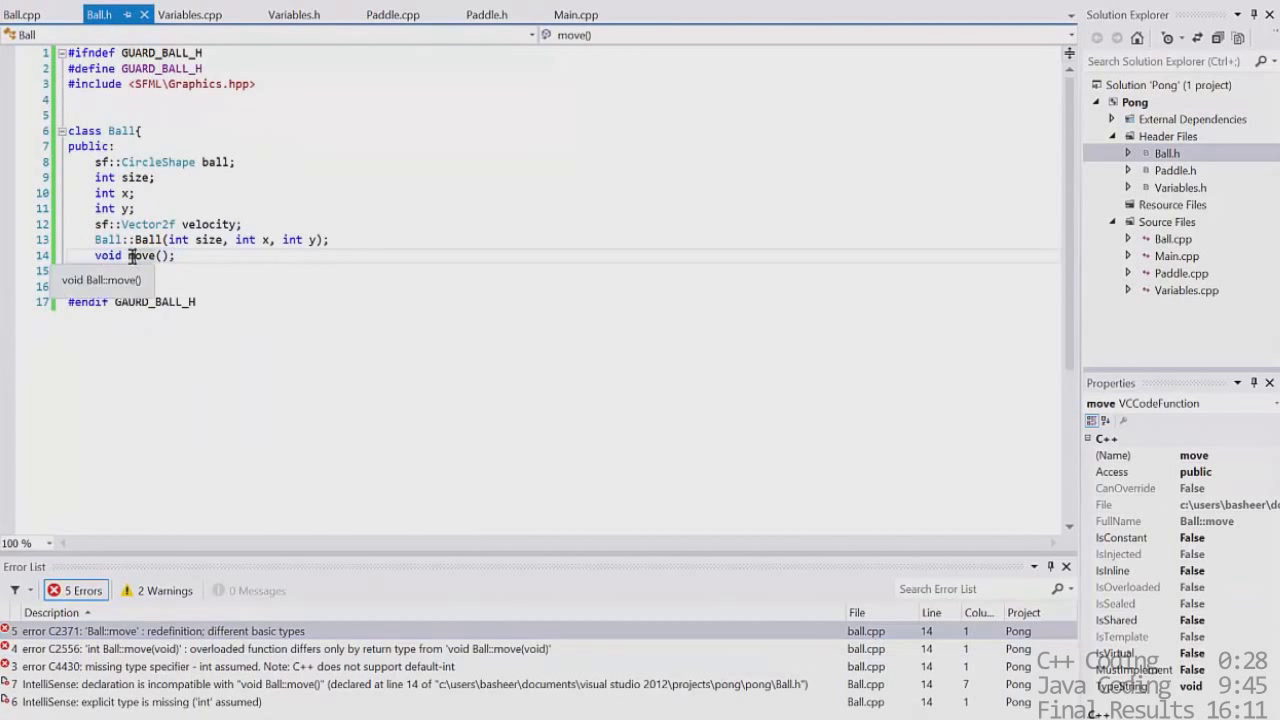 Ball.cpp Ball.h Variables.cpp Variables.h Paddle.cpp Paddle.h Main.cpp
Ball move()
1 #ifndef GUARD_BALL_H
2 #define GUARD_BALL_H
3 #include <SFML\Graphics.hpp>
4
5
6 class Ball{
7 public:
8 sf::CircleShape ball;
9 int size;
10 int x;
11 int y;
12 sf::Vector2f velocity;
13 Ball::Ball(int size, int x, int y);
14 void move();
15
void Ball::move()
16
17 #endif GAURD_BALL_H
100 %
Solution Explorer
Search Solution Explorer (Ctrl+;)
Solution 'Pong' (1 project)
Pong
External Dependencies
Header Files
Ball.h
Paddle.h
Variables.h
Resource Files
Source Files
Ball.cpp
Main.cpp
Paddle.cpp
Variables.cpp
Properties
move VCCodeFunction
C++
(Name) move
Access public
CanOverride False
File c:\users\basheer\do
FullName Ball::move
IsConstant False
IsInjected False
IsInline False
IsOverloaded False
IsSealed False
IsShared False
IsTemplate False
IsVirtual False
MustImplement False
TypeString void
C++
Error List
5 Errors 2 Warnings 0 Messages Search Error List
Description File Line Colu... Project
5 error C2371: 'Ball::move' : redefinition; different basic types ball.cpp 14 1 Pong
4 error C2556: 'int Ball::move(void)' : overloaded function differs only by return type from 'void Ball::move(void)' ball.cpp 14 1 Pong
3 error C4430: missing type specifier - int assumed. Note: C++ does not support default-int ball.cpp 14 1 Pong
7 IntelliSense: declaration is incompatible with "void Ball::move()" (declared at line 14 of "c:\users\basheer\documents\visual studio 2012\projects\pong\pong\Ball.h") Ball.cpp 14 7 Pong
6 IntelliSense: explicit type is missing ('int' assumed) Ball.cpp 14 1 Pong
C++ Coding 0:28
Java Coding 9:45
Final Results 16:11